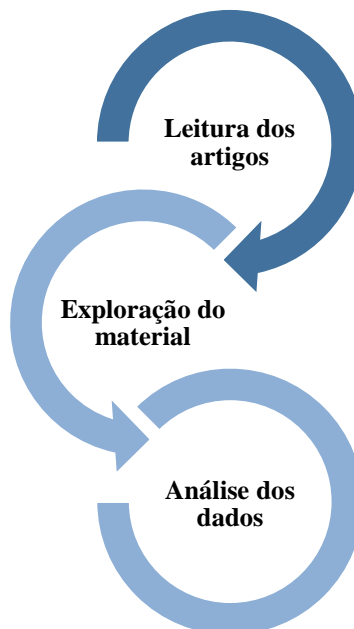 Leitura dos
artigos
Exploração do
material
Análise dos
dados